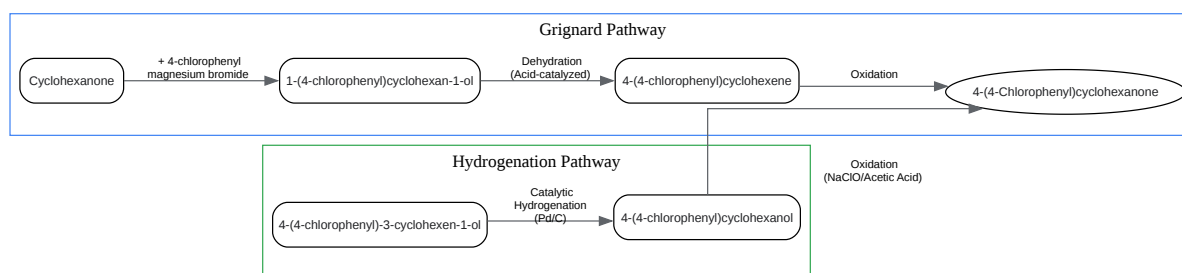 Grignard Pathway
Cyclohexanone
+ 4-chlorophenyl
magnesium bromide
1-(4-chlorophenyl)cyclohexan-1-ol
Dehydration
(Acid-catalyzed)
4-(4-chlorophenyl)cyclohexene
Oxidation
4-(4-Chlorophenyl)cyclohexanone
Hydrogenation Pathway
4-(4-chlorophenyl)-3-cyclohexen-1-ol
Catalytic
Hydrogenation
(Pd/C)
4-(4-chlorophenyl)cyclohexanol
Oxidation
(NaClO/Acetic Acid)